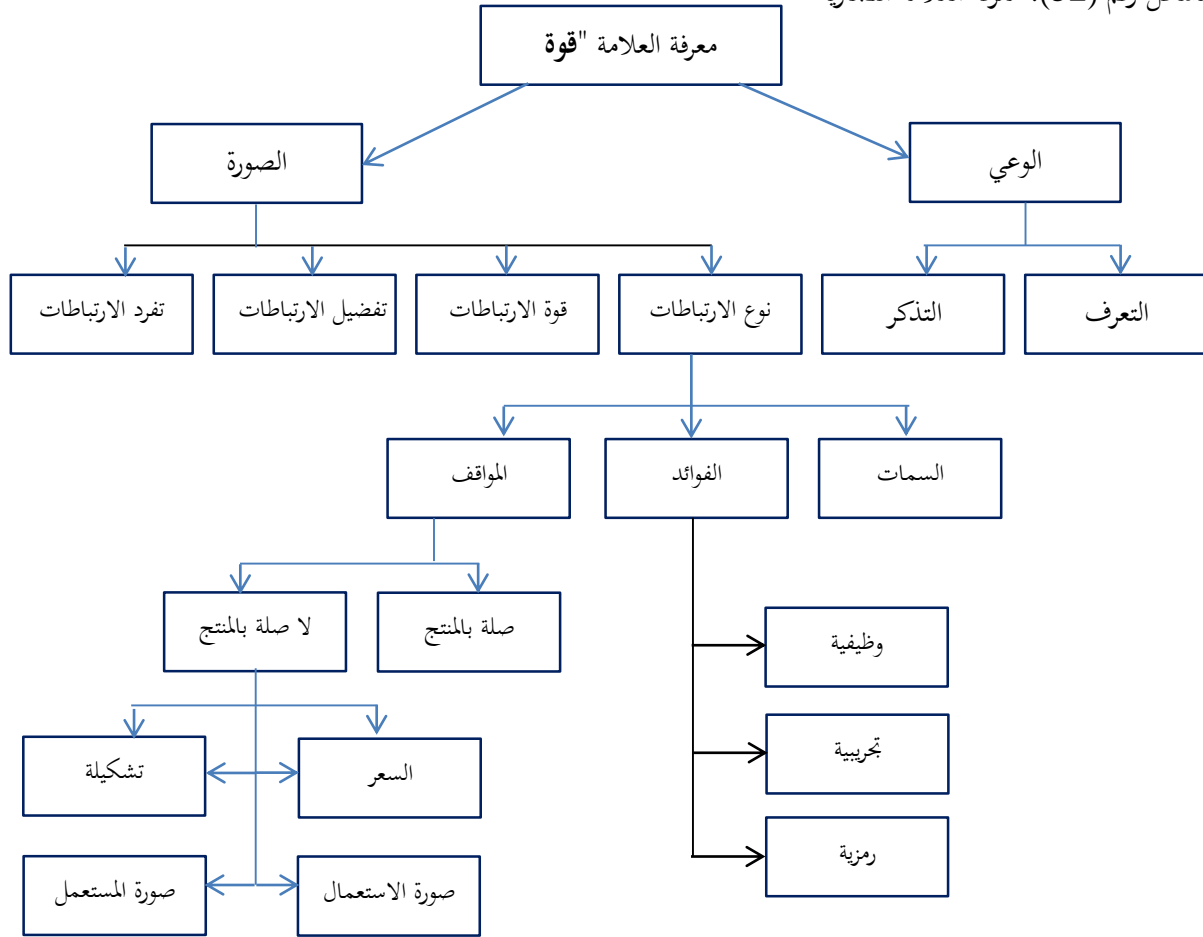 معرفة العلامة "قوة
الوعي
الصورة
التعرف
التذكر
نوع الارتباطات
قوة الارتباطات
تفضيل الارتباطات
تفرد الارتباطات
السمات
الفوائد
المواقف
صلة بالمنتج
لا صلة بالمنتج
وظيفية
تجريبية
رمزية
السعر
تشكيلة
صورة الاستعمال
صورة المستعمل